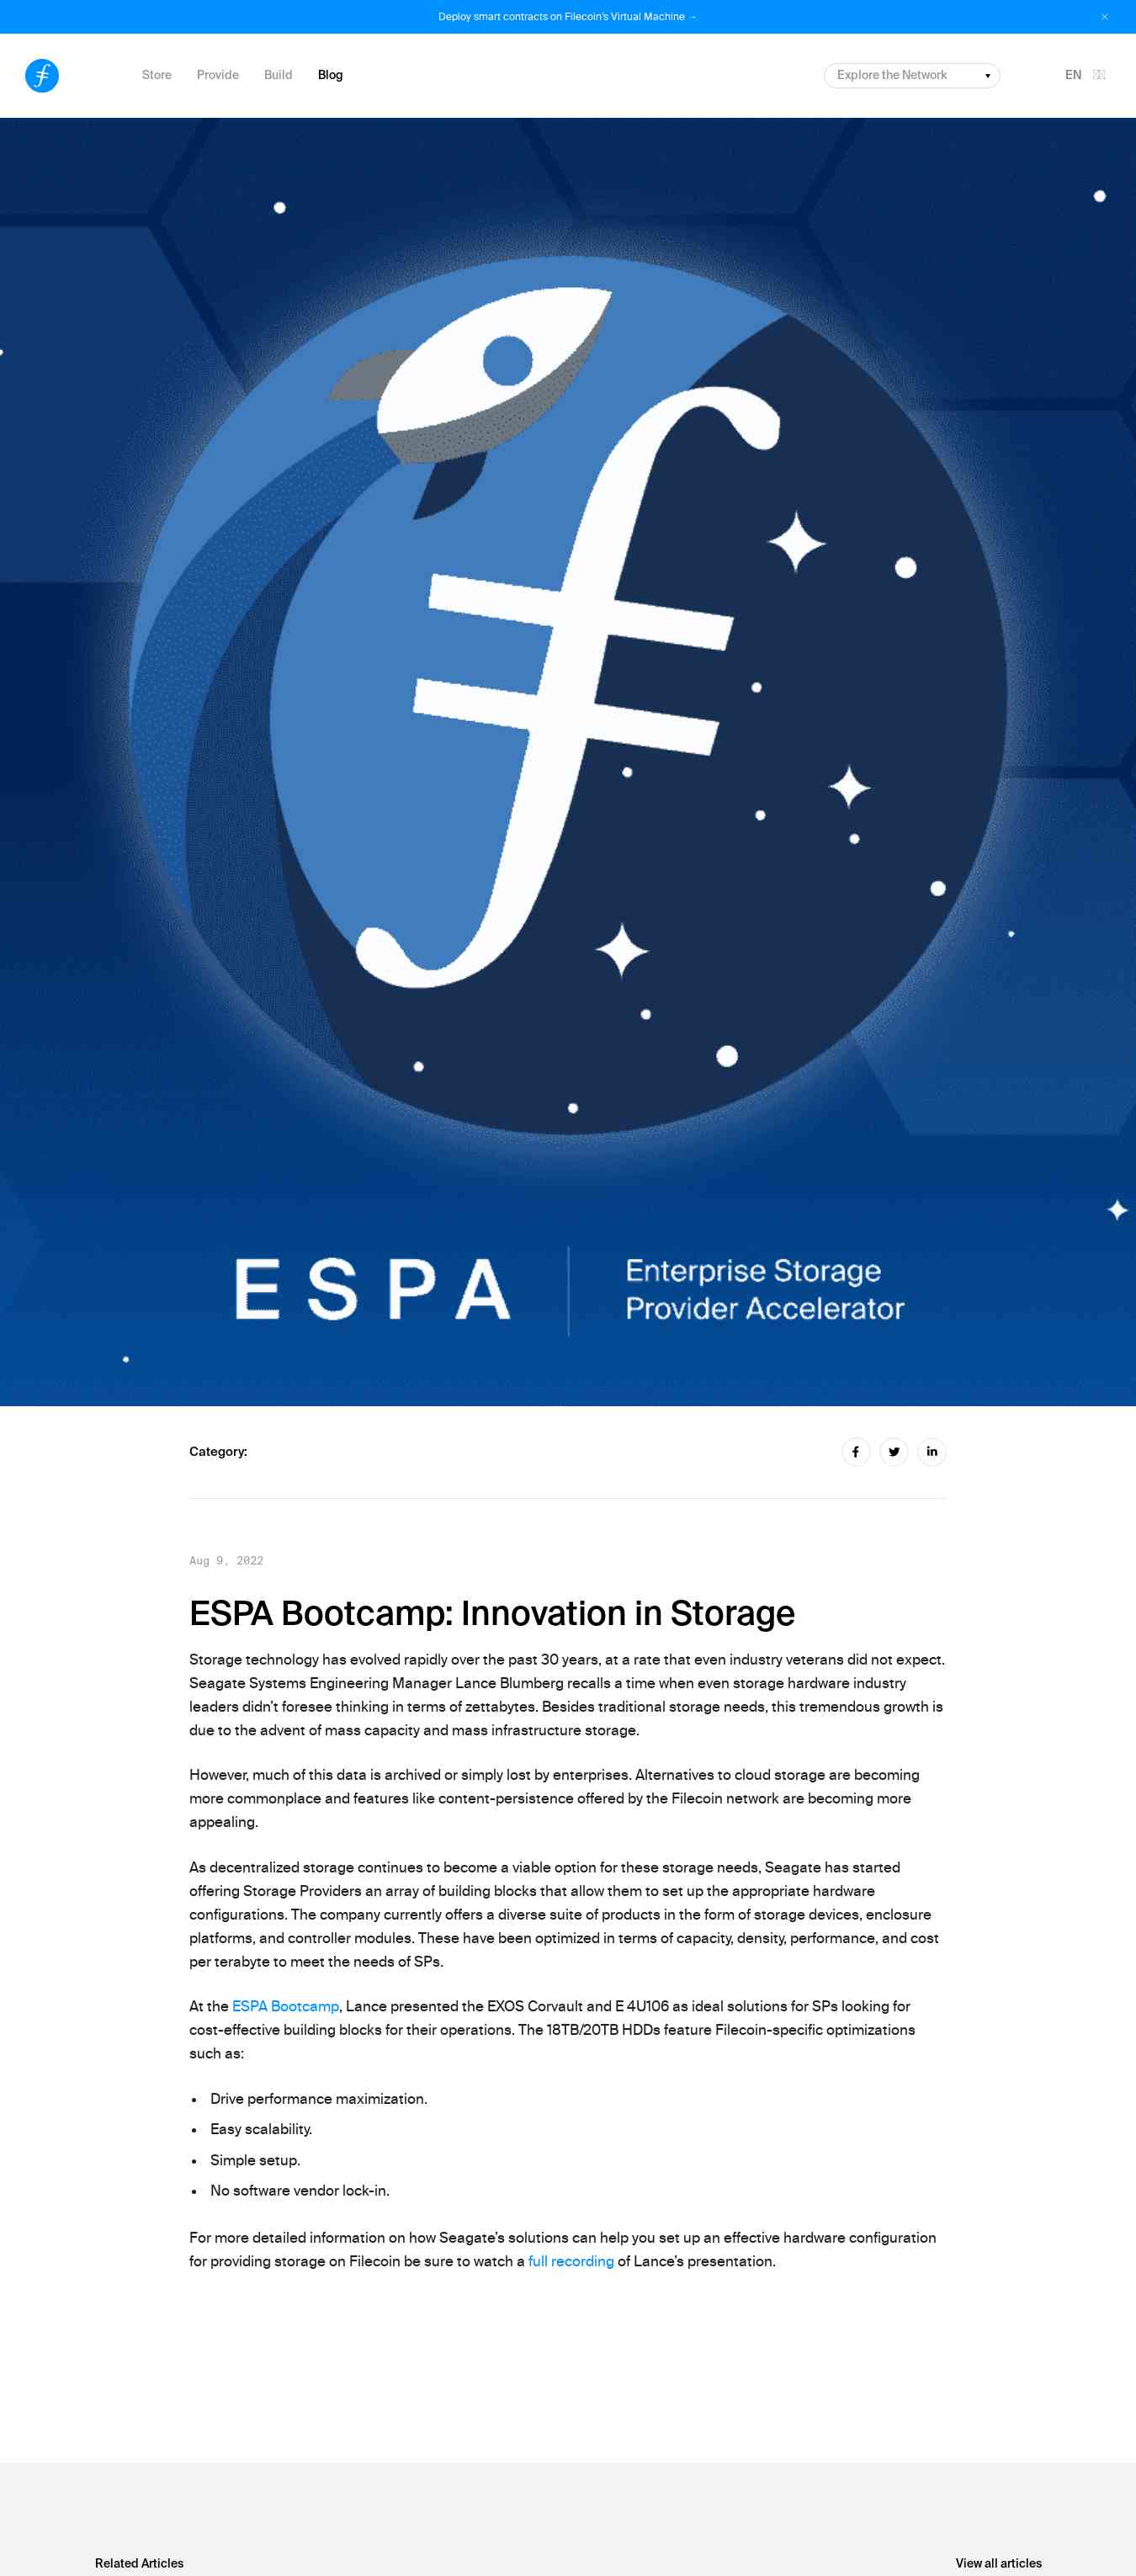 Deploy smart contracts on Filecoin's Virtual Machine →
Store Provide Build Blog
Explore the Network
EN
ESPA
Enterprise Storage
Provider Accelerator
Category:
Aug 9, 2022
ESPA Bootcamp: Innovation in Storage
Storage technology has evolved rapidly over the past 30 years, at a rate that even industry veterans did not expect.
Seagate Systems Engineering Manager Lance Blumberg recalls a time when even storage hardware industry
leaders didn’t foresee thinking in terms of zettabytes. Besides traditional storage needs, this tremendous growth is
due to the advent of mass capacity and mass infrastructure storage.
However, much of this data is archived or simply lost by enterprises. Alternatives to cloud storage are becoming
more commonplace and features like content-persistence offered by the Filecoin network are becoming more
appealing.
As decentralized storage continues to become a viable option for these storage needs, Seagate has started
offering Storage Providers an array of building blocks that allow them to set up the appropriate hardware
configurations. The company currently offers a diverse suite of products in the form of storage devices, enclosure
platforms, and controller modules. These have been optimized in terms of capacity, density, performance, and cost
per terabyte to meet the needs of SPs.
At the ESPA Bootcamp, Lance presented the EXOS Corvault and E 4U106 as ideal solutions for SPs looking for
cost-effective building blocks for their operations. The 18TB/20TB HDDs feature Filecoin-specific optimizations
such as:
• Drive performance maximization.
• Easy scalability.
• Simple setup.
• No software vendor lock-in.
For more detailed information on how Seagate’s solutions can help you set up an effective hardware configuration
for providing storage on Filecoin be sure to watch a full recording of Lance’s presentation.
Related Articles
View all articles